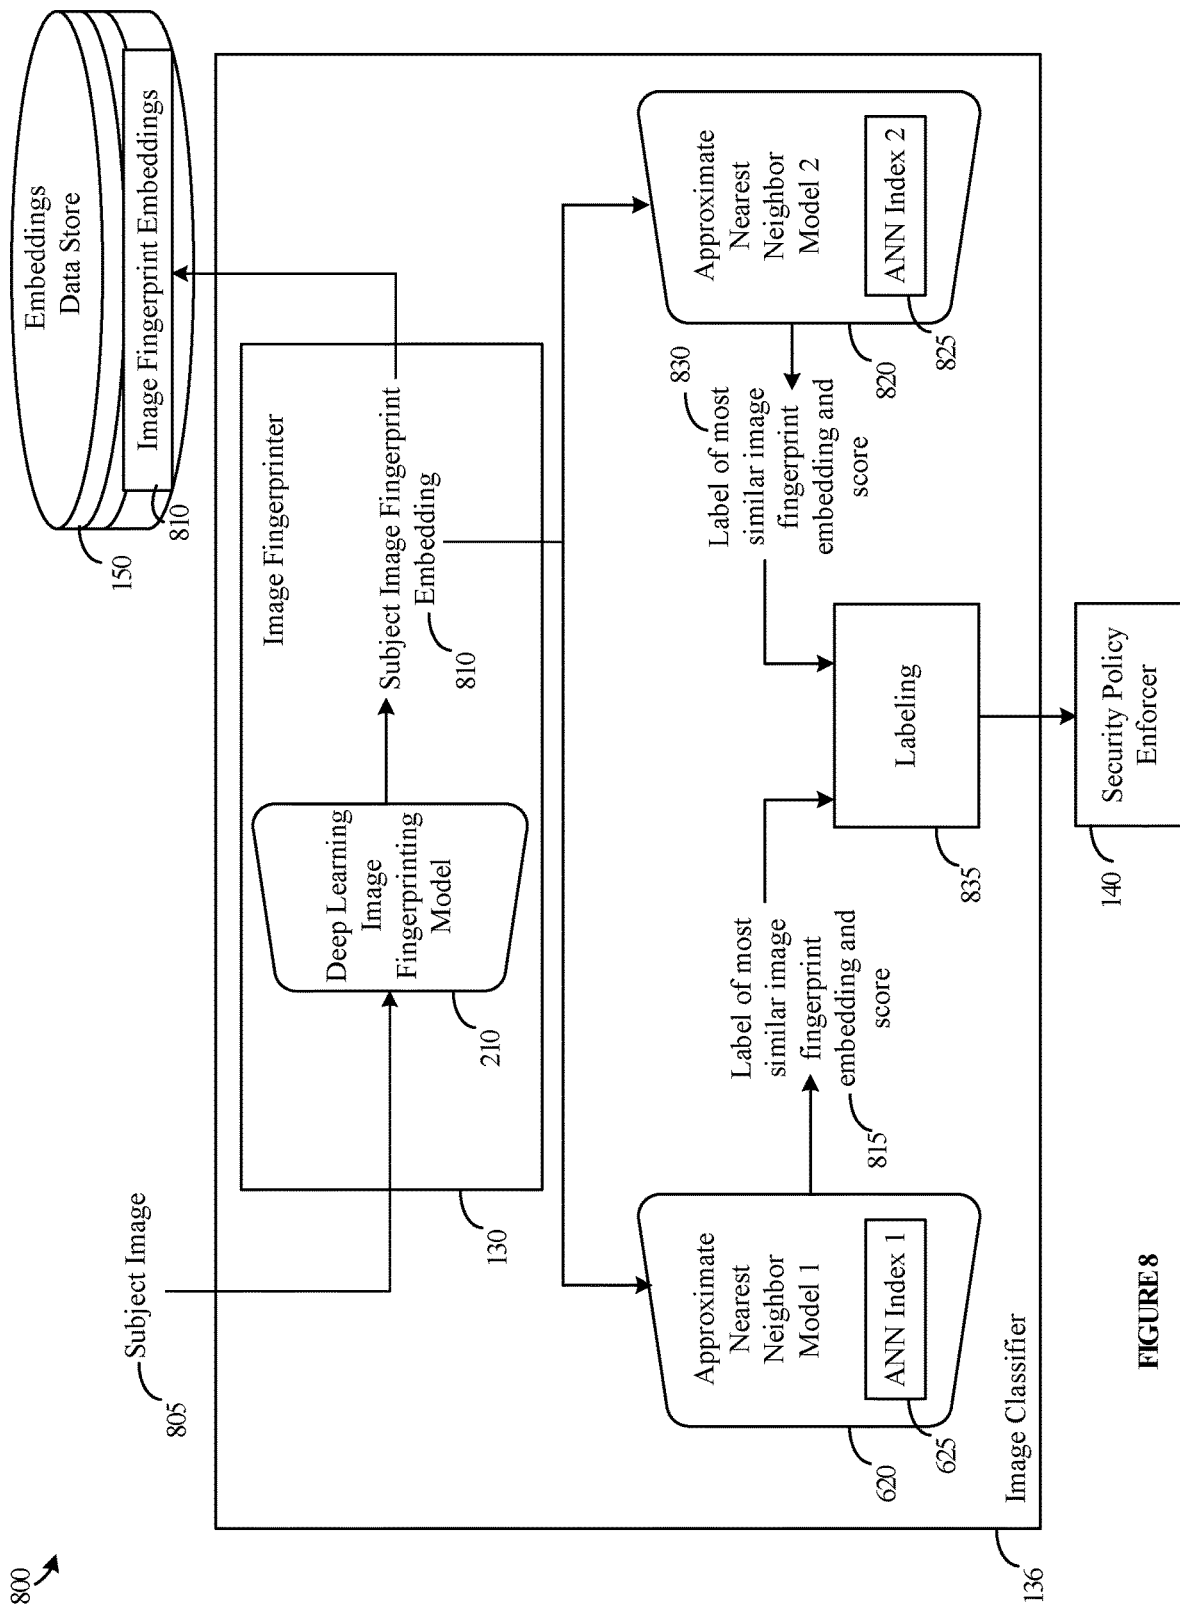 800
Subject Image
805
Embeddings
Data Store
Image Fingerprint Embeddings
150
810
Image Fingerprinter
Deep Learning
Image
Fingerprinting
Model
210
Subject Image Fingerprint
Embedding
810
130
Approximate
Nearest
Neighbor
Model 1
ANN Index 1
620
625
Label of most
similar image
fingerprint
embedding and
score
815
Approximate
Nearest
Neighbor
Model 2
ANN Index 2
820
825
Label of most
similar image
fingerprint
embedding and
score
830
Labeling
835
Image Classifier
136
Security Policy
Enforcer
140
FIGURE 8